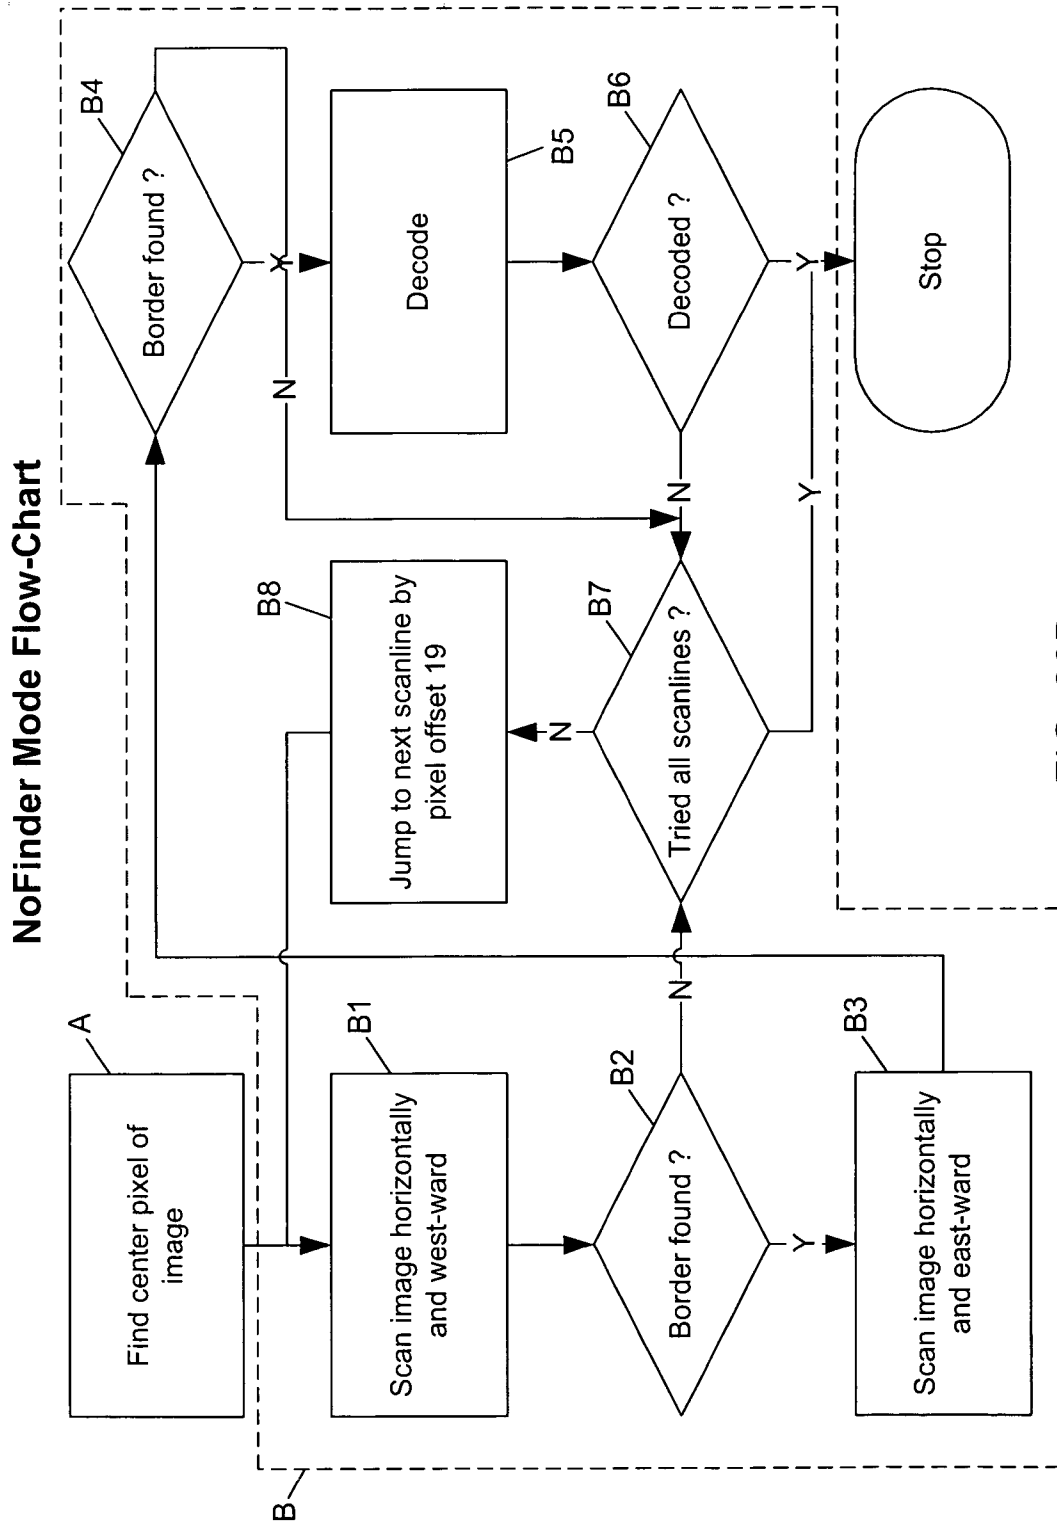 NoFinder Mode Flow-Chart
A
Find center pixel of
image
B
B1
Scan image horizontally
and west-ward
B2
Border found ?
N
Y
B3
Scan image horizontally
and east-ward
B8
Jump to next scanline by
pixel offset 19
N
B7
Tried all scanlines ?
Y
B4
Border found ?
Y
N
B5
Decode
B6
Decoded ?
N
Y
Stop